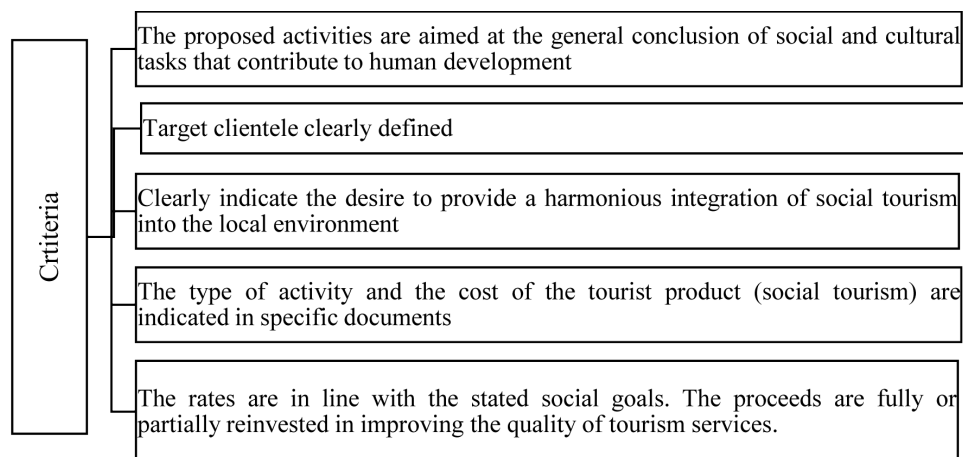 Crtiteria
The proposed activities are aimed at the general conclusion of social and cultural
tasks that contribute to human development
Target clientele clearly defined
Clearly indicate the desire to provide a harmonious integration of social tourism
into the local environment
The type of activity and the cost of the tourist product (social tourism) are
indicated in specific documents
The rates are in line with the stated social goals. The proceeds are fully or
partially reinvested in improving the quality of tourism services.